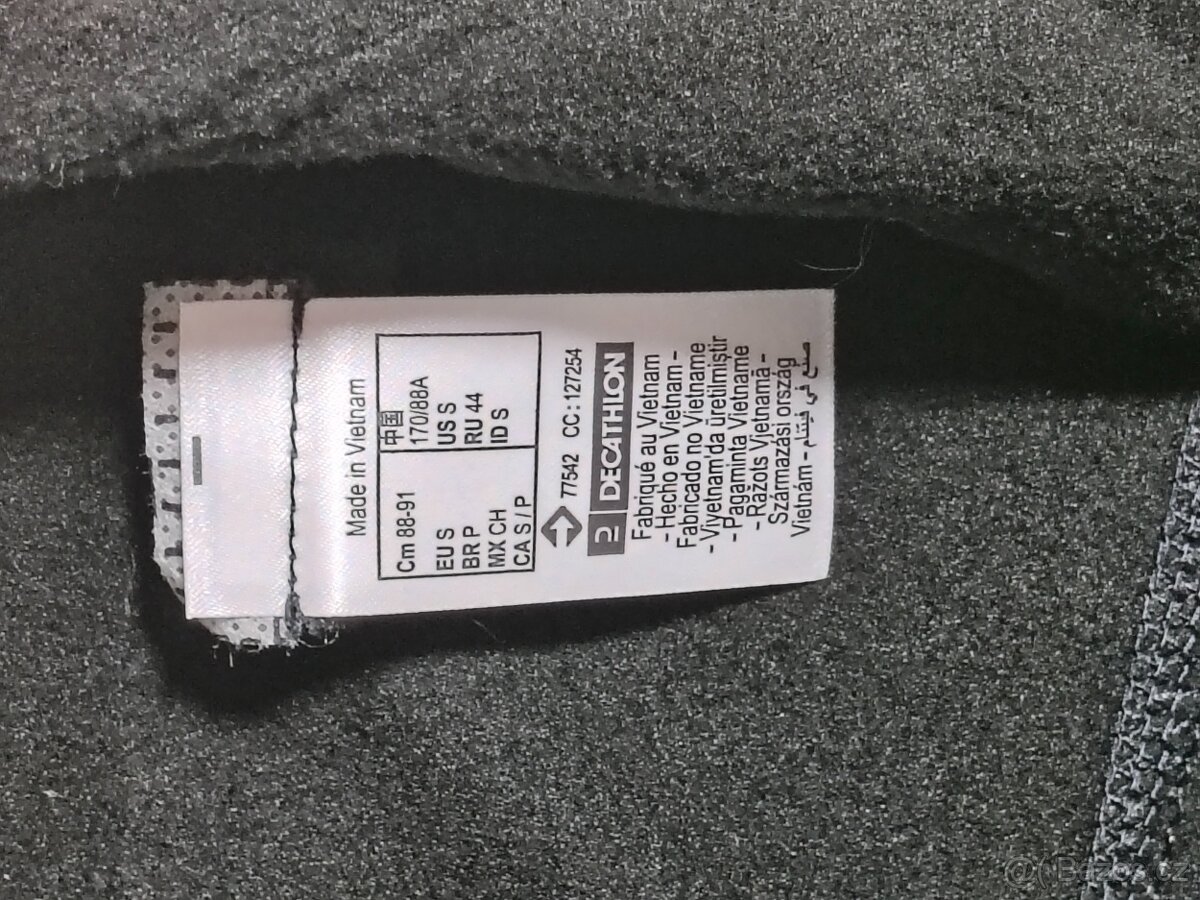 Made in Vietnam
Cm 88-91
中国
170/88A
EU S
US S
BR P
RU 44
MX CH
ID S
CA S / P
77542 CC : 127254
2 DECATHLON
Fabriqué au Vietnam
- Hecho en Vietnam -
Fabricado no Vietname
- Vivetnam'da üretilmiştir
- Pagaminta Vietname
- Ražots Vjetnamā -
Származási ország
Vietnám - صنع في فيتنام
Bazos.cz